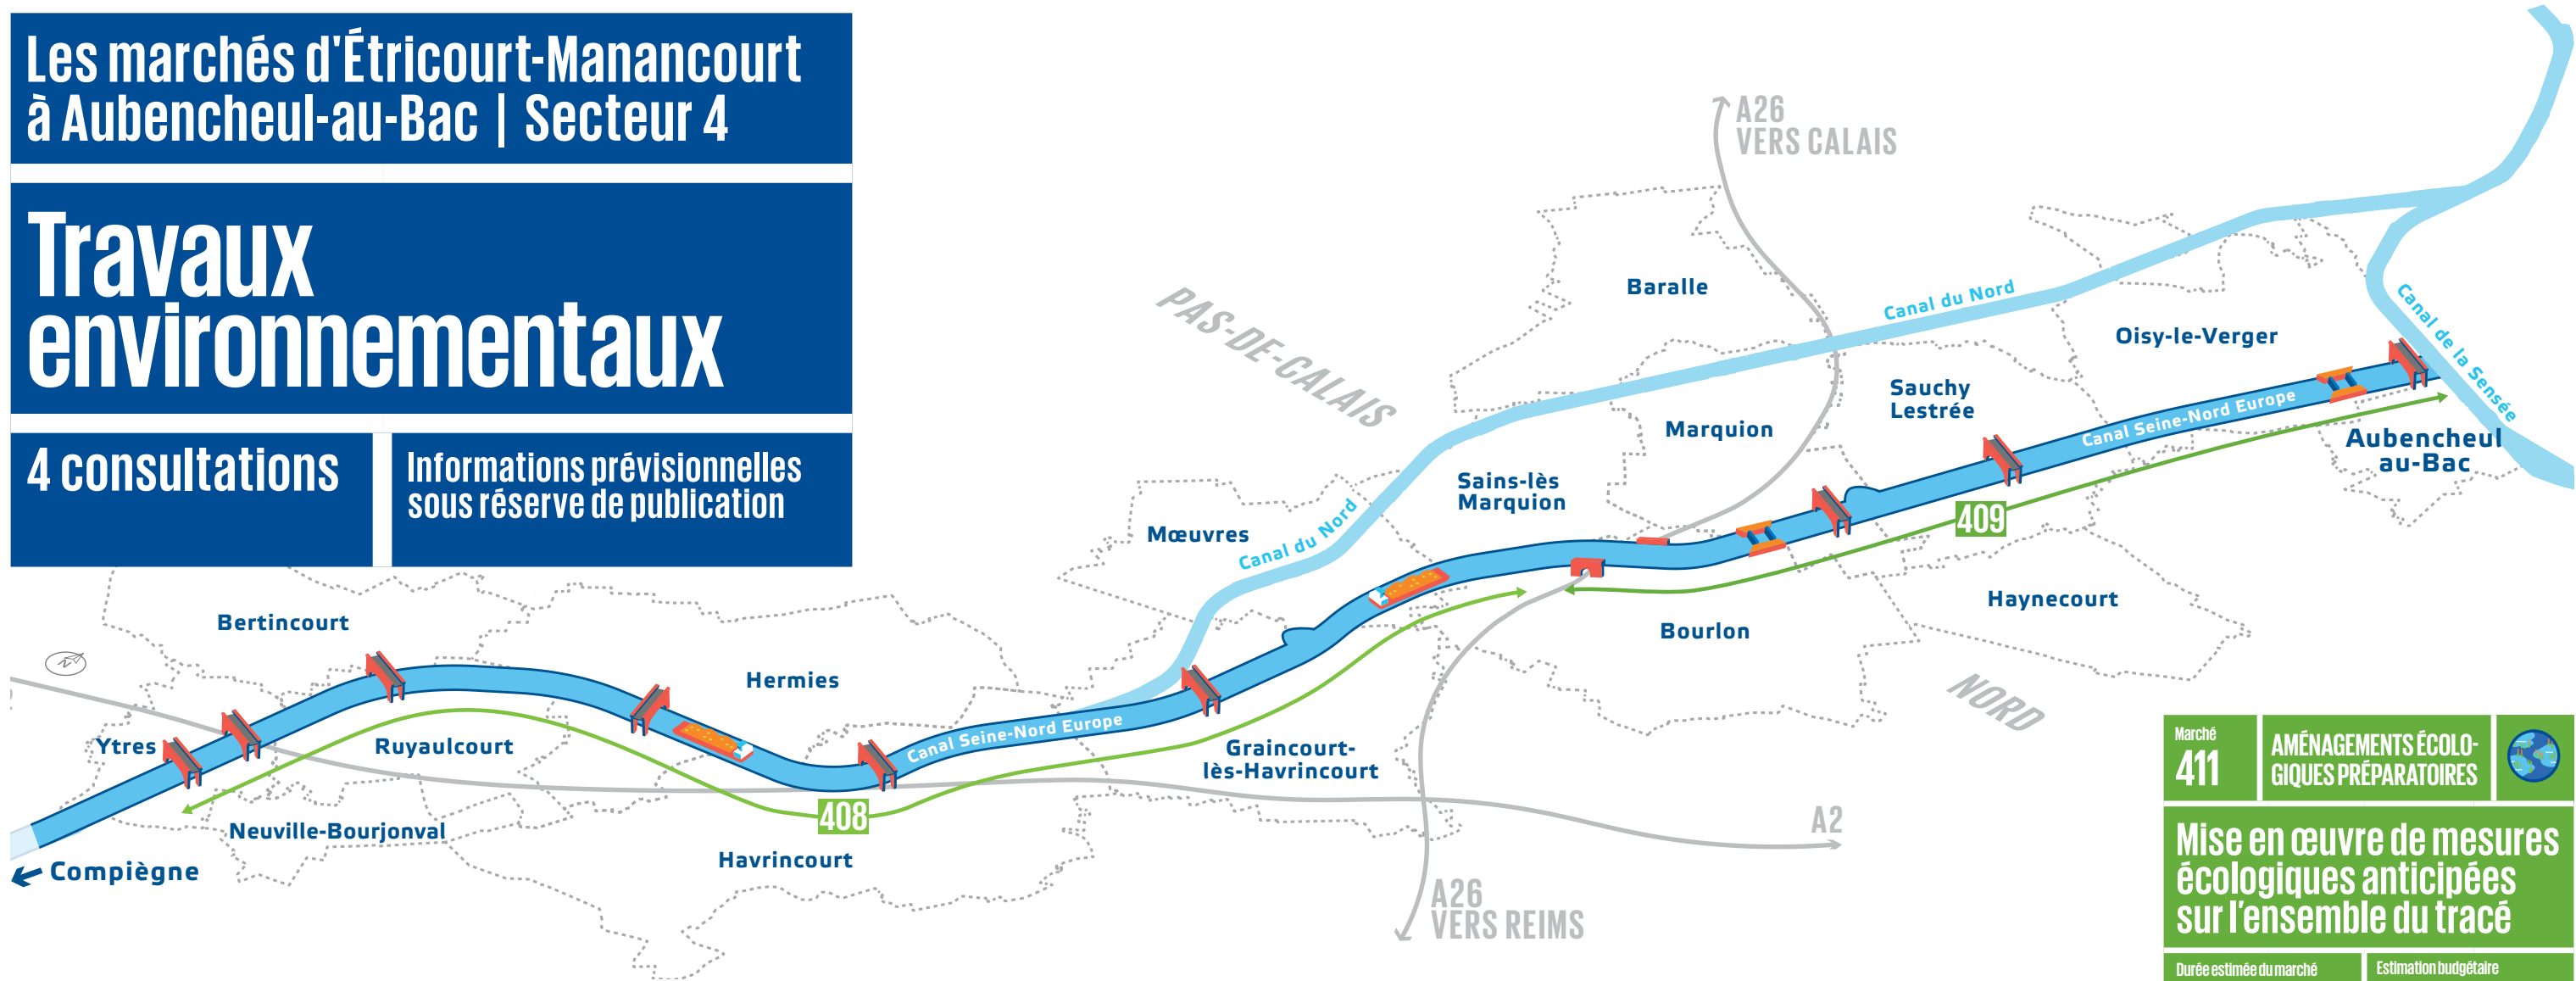 Les marchés d'Étricourt-Manancourt
à Aubencheul-au-Bac | Secteur 4
Travaux
environnementaux
4 consultations
Informations prévisionnelles
sous réserve de publication
A26
VERS CALAIS
PAS-DE-CALAIS
Baralle
Canal du Nord
Canal de la Sensée
Oisy-le-Verger
Sauchy
Lestrée
Marquion
Canal Seine-Nord Europe
Aubencheul
au-Bac
Sains-lès
Marquion
Mœuvres
Canal du Nord
409
Haynecourt
Bourlon
Bertincourt
N
Hermies
NORD
Ytres
Ruyaulcourt
Canal Seine-Nord Europe
Graincourt-
lès-Havrincourt
408
A2
Neuville-Bourjonval
Havrincourt
Compiègne
A26
VERS REIMS
Marché
411
AMÉNAGEMENTS ÉCOLO-
GIQUES PRÉPARATOIRES
Mise en œuvre de mesures
écologiques anticipées
sur l'ensemble du tracé
Durée estimée du marché
Estimation budgétaire